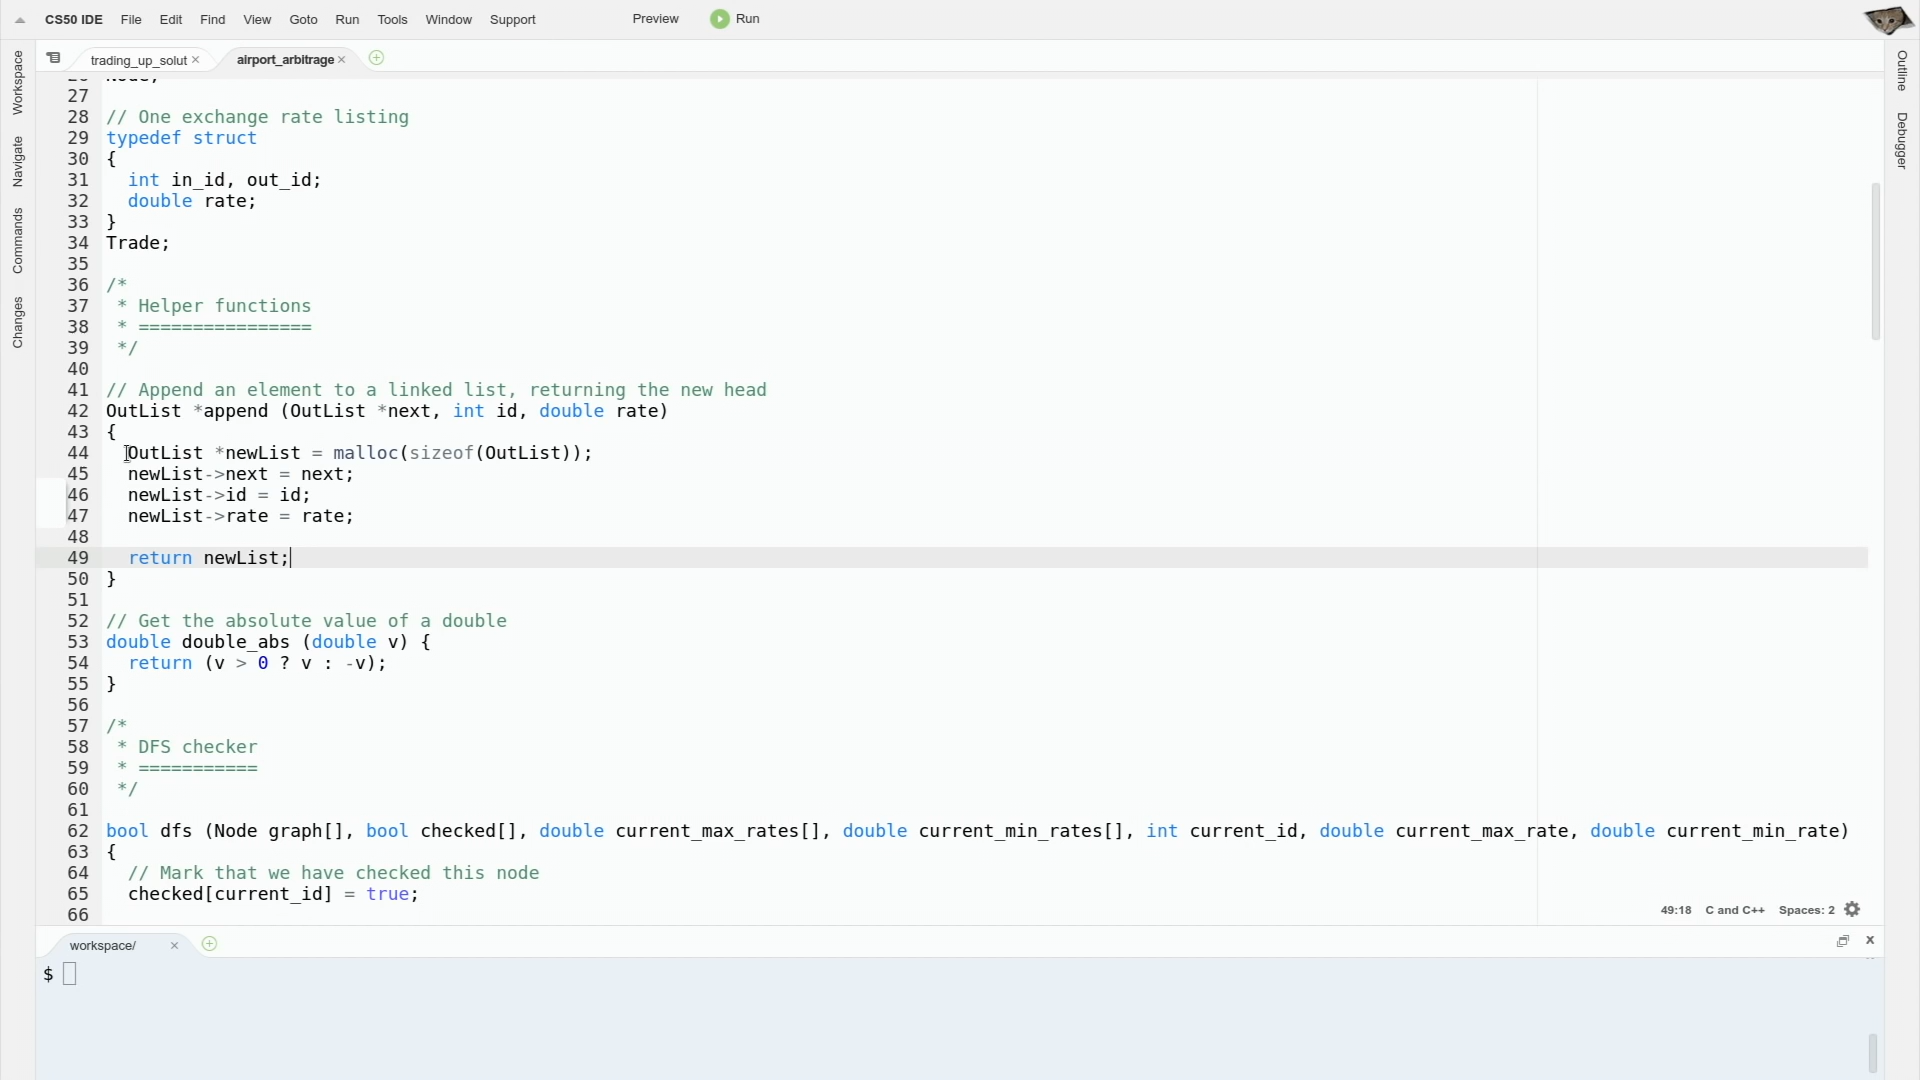 CS50 IDE File Edit Find View Goto Run Tools Window Support Preview Run
trading_up_solut × airport_arbitrage ×
Workspace
Navigate
Commands
Changes
Outline
Debugger
27
28 // One exchange rate listing
29 typedef struct
30 {
31   int in_id, out_id;
32   double rate;
33 }
34 Trade;
35
36 /*
37  * Helper functions
38  * ================
39  */
40
41 // Append an element to a linked list, returning the new head
42 OutList *append (OutList *next, int id, double rate)
43 {
44   OutList *newList = malloc(sizeof(OutList));
45   newList->next = next;
46   newList->id = id;
47   newList->rate = rate;
48
49   return newList;
50 }
51
52 // Get the absolute value of a double
53 double double_abs (double v) {
54   return (v > 0 ? v : -v);
55 }
56
57 /*
58  * DFS checker
59  * ===========
60  */
61
62 bool dfs (Node graph[], bool checked[], double current_max_rates[], double current_min_rates[], int current_id, double current_max_rate, double current_min_rate)
63 {
64   // Mark that we have checked this node
65   checked[current_id] = true;
66
49:18 C and C++ Spaces: 2
workspace/ ×
$